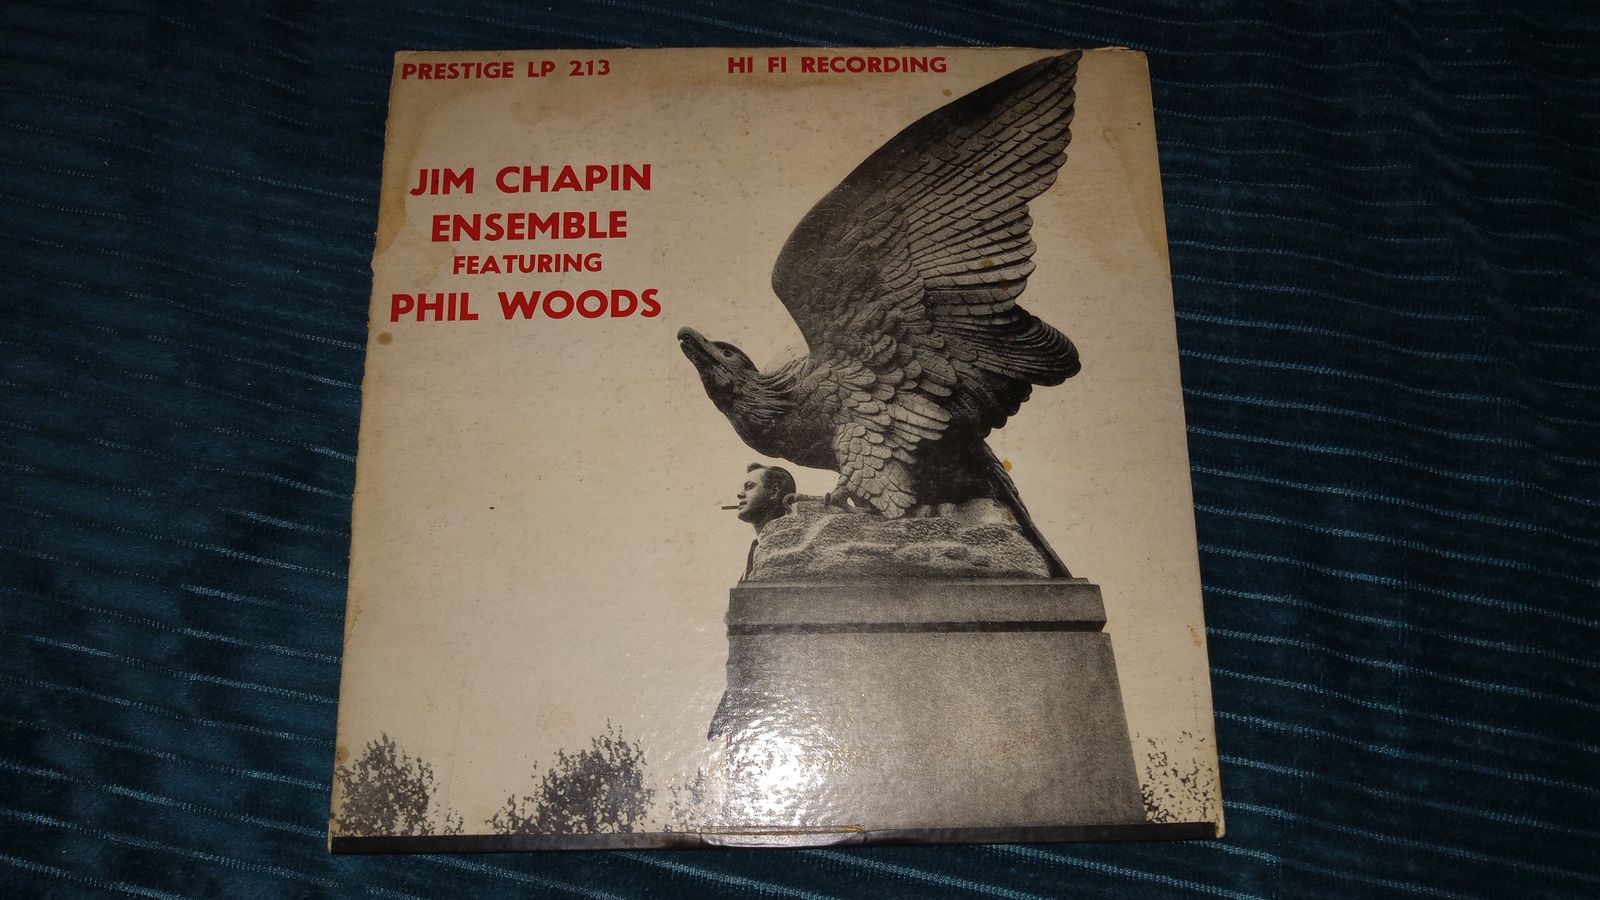 PRESTIGE LP 213 HI FI RECORDING
JIM CHAPIN
ENSEMBLE
FEATURING
PHIL WOODS